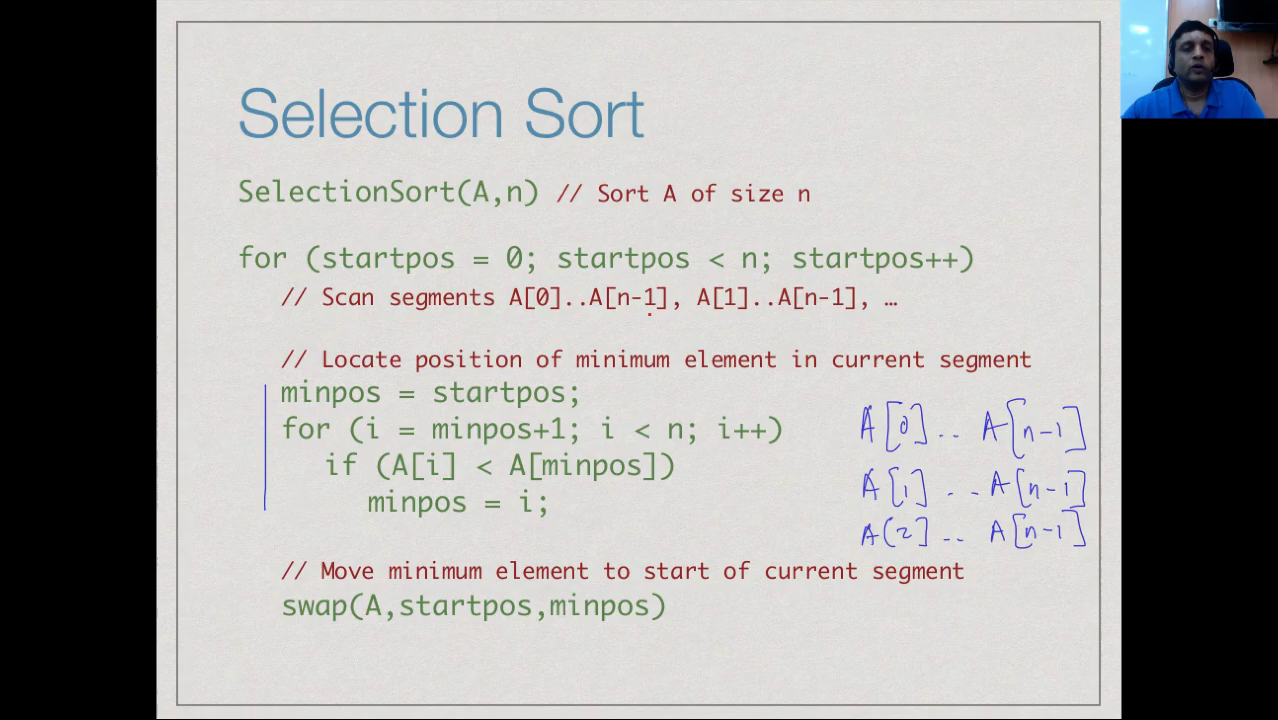 Selection Sort
SelectionSort(A,n) // Sort A of size n
for (startpos = 0; startpos < n; startpos++)
// Scan segments A[0]..A[n-1], A[1]..A[n-1], …
// Locate position of minimum element in current segment
minpos = startpos;
for (i = minpos+1; i < n; i++)
if (A[i] < A[minpos])
minpos = i;
// Move minimum element to start of current segment
swap(A,startpos,minpos)
A[0] .. A[n-1]
A[1] .. A[n-1]
A[2] .. A[n-1]